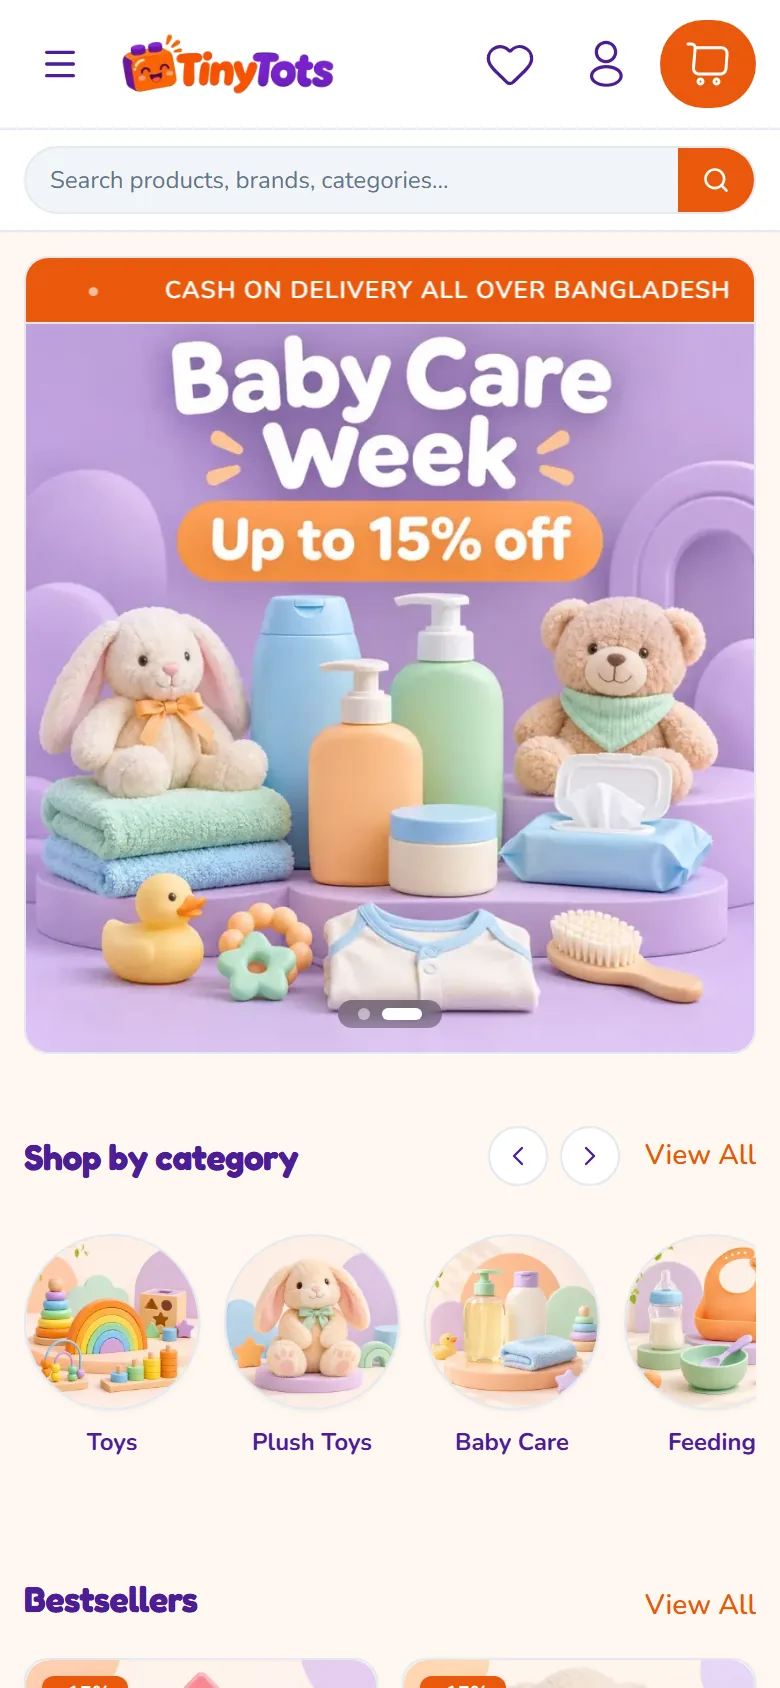 TinyTots
Search products, brands, categories...
CASH ON DELIVERY ALL OVER BANGLADESH
Baby Care
Week
Up to 15% off
Shop by category
View All
Toys
Plush Toys
Baby Care
Feeding
Bestsellers
View All